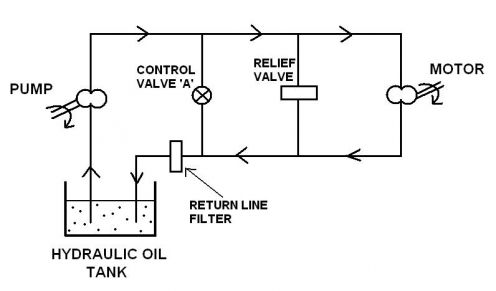 PUMP
CONTROL
VALVE 'A'
RELIEF
VALVE
MOTOR
RETURN LINE
FILTER
HYDRAULIC OIL
TANK